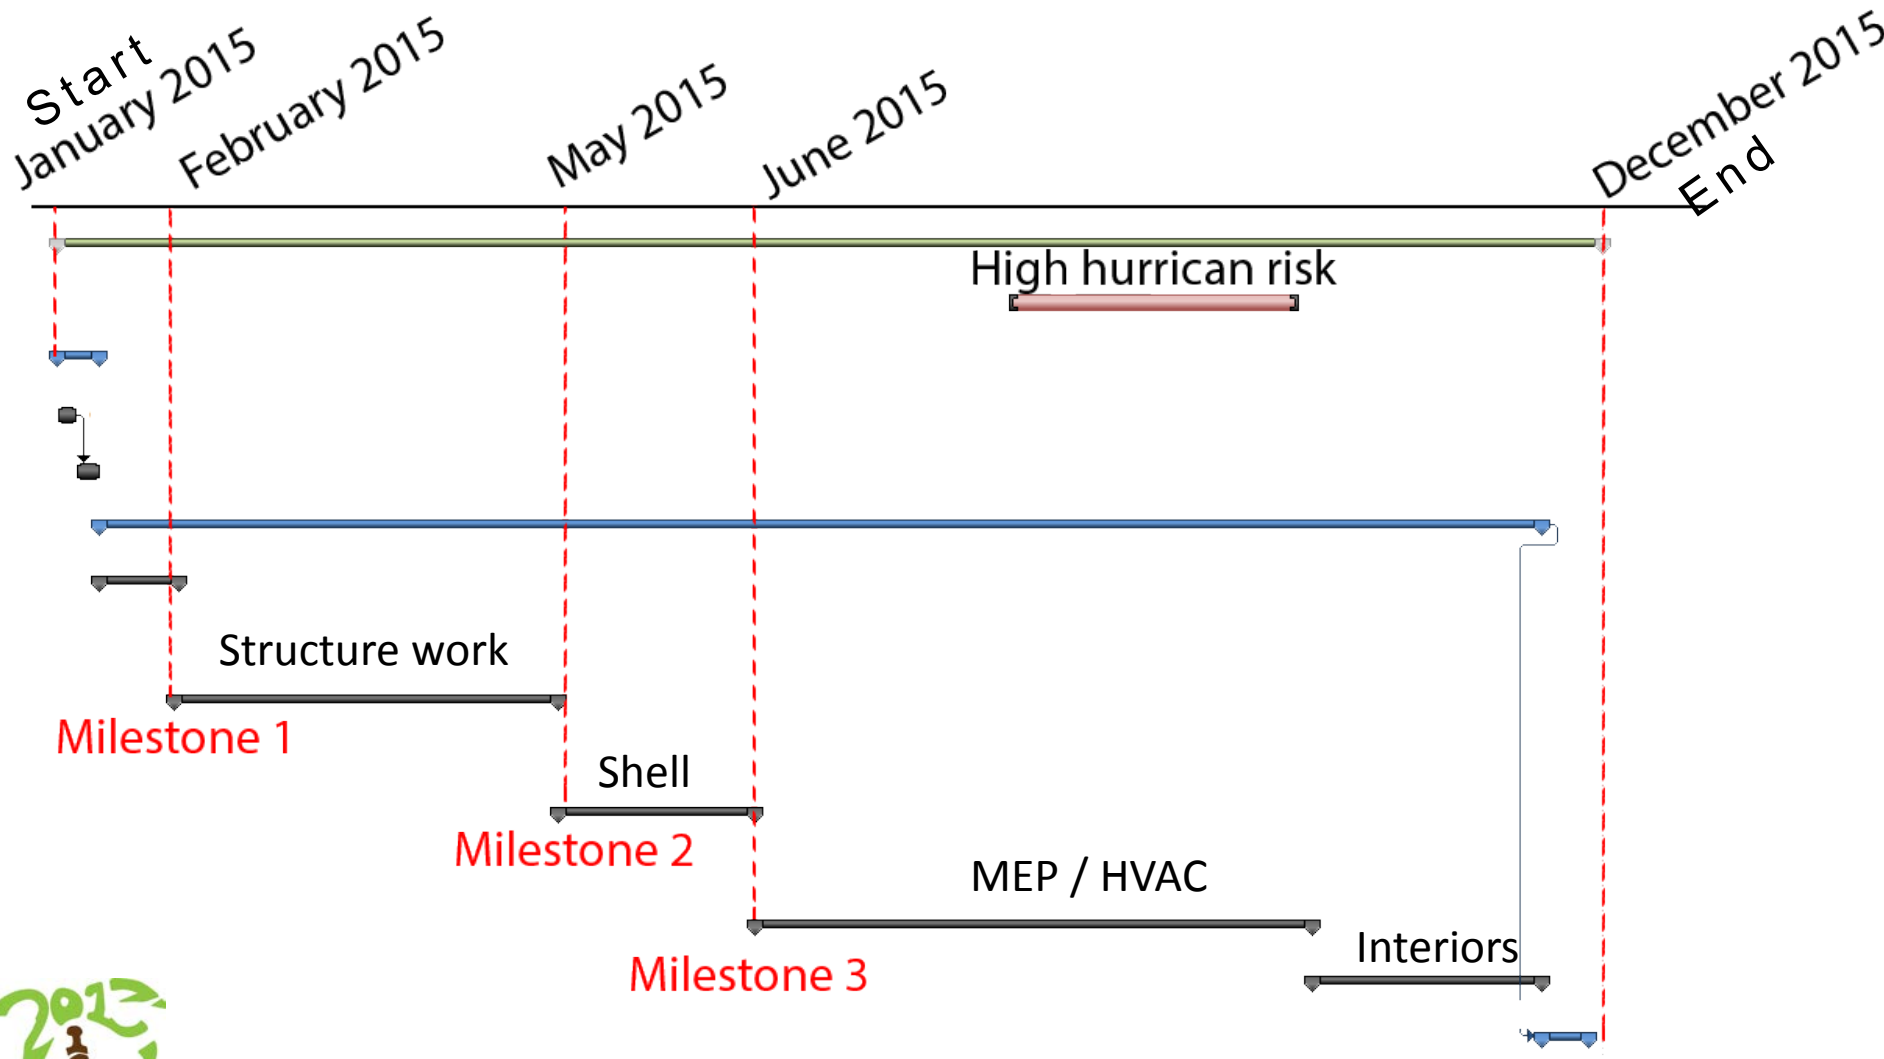 Start
January 2015
February 2015
May 2015
June 2015
December 2015
End
High hurrican risk
Structure work
Milestone 1
Shell
Milestone 2
MEP / HVAC
Interiors
Milestone 3